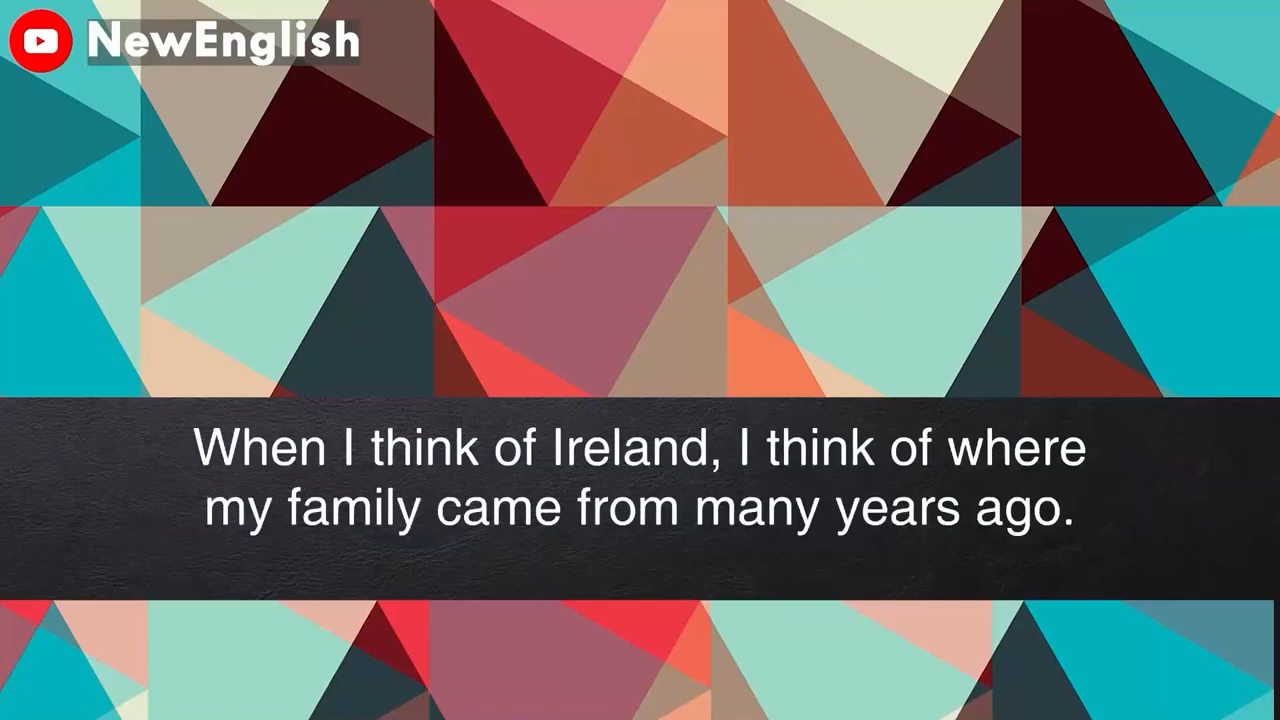 NewEnglish
When I think of Ireland, I think of where
my family came from many years ago.